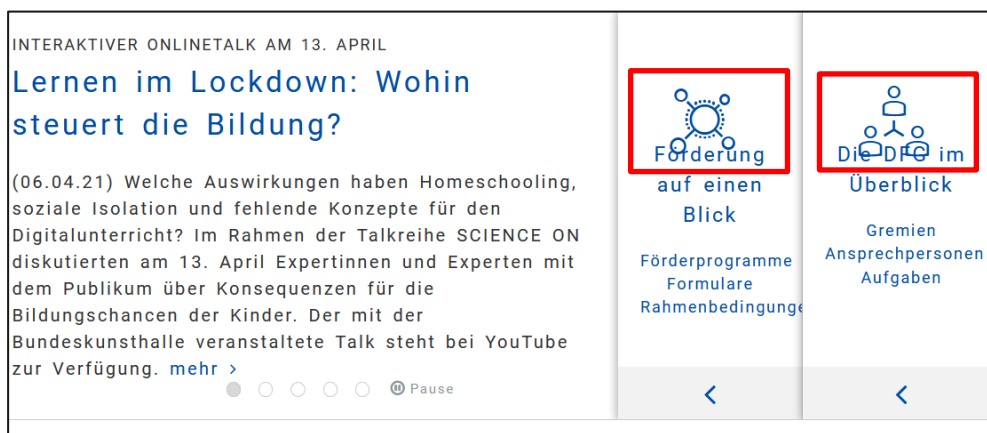 INTERAKTIVER ONLINETALK AM 13. APRIL
Lernen im Lockdown: Wohin
steuert die Bildung?
(06.04.21) Welche Auswirkungen haben Homeschooling,
soziale Isolation und fehlende Konzepte für den
Digitalunterricht? Im Rahmen der Talkreihe SCIENCE ON
diskutierten am 13. April Expertinnen und Experten mit
dem Publikum über Konsequenzen für die
Bildungschancen der Kinder. Der mit der
Bundeskunsthalle veranstaltete Talk steht bei YouTube
zur Verfügung. mehr >
Pause
Förderung
auf einen
Blick
Förderprogramme
Formulare
Rahmenbedingunge
Die DFG im
Überblick
Gremien
Ansprechpersonen
Aufgaben